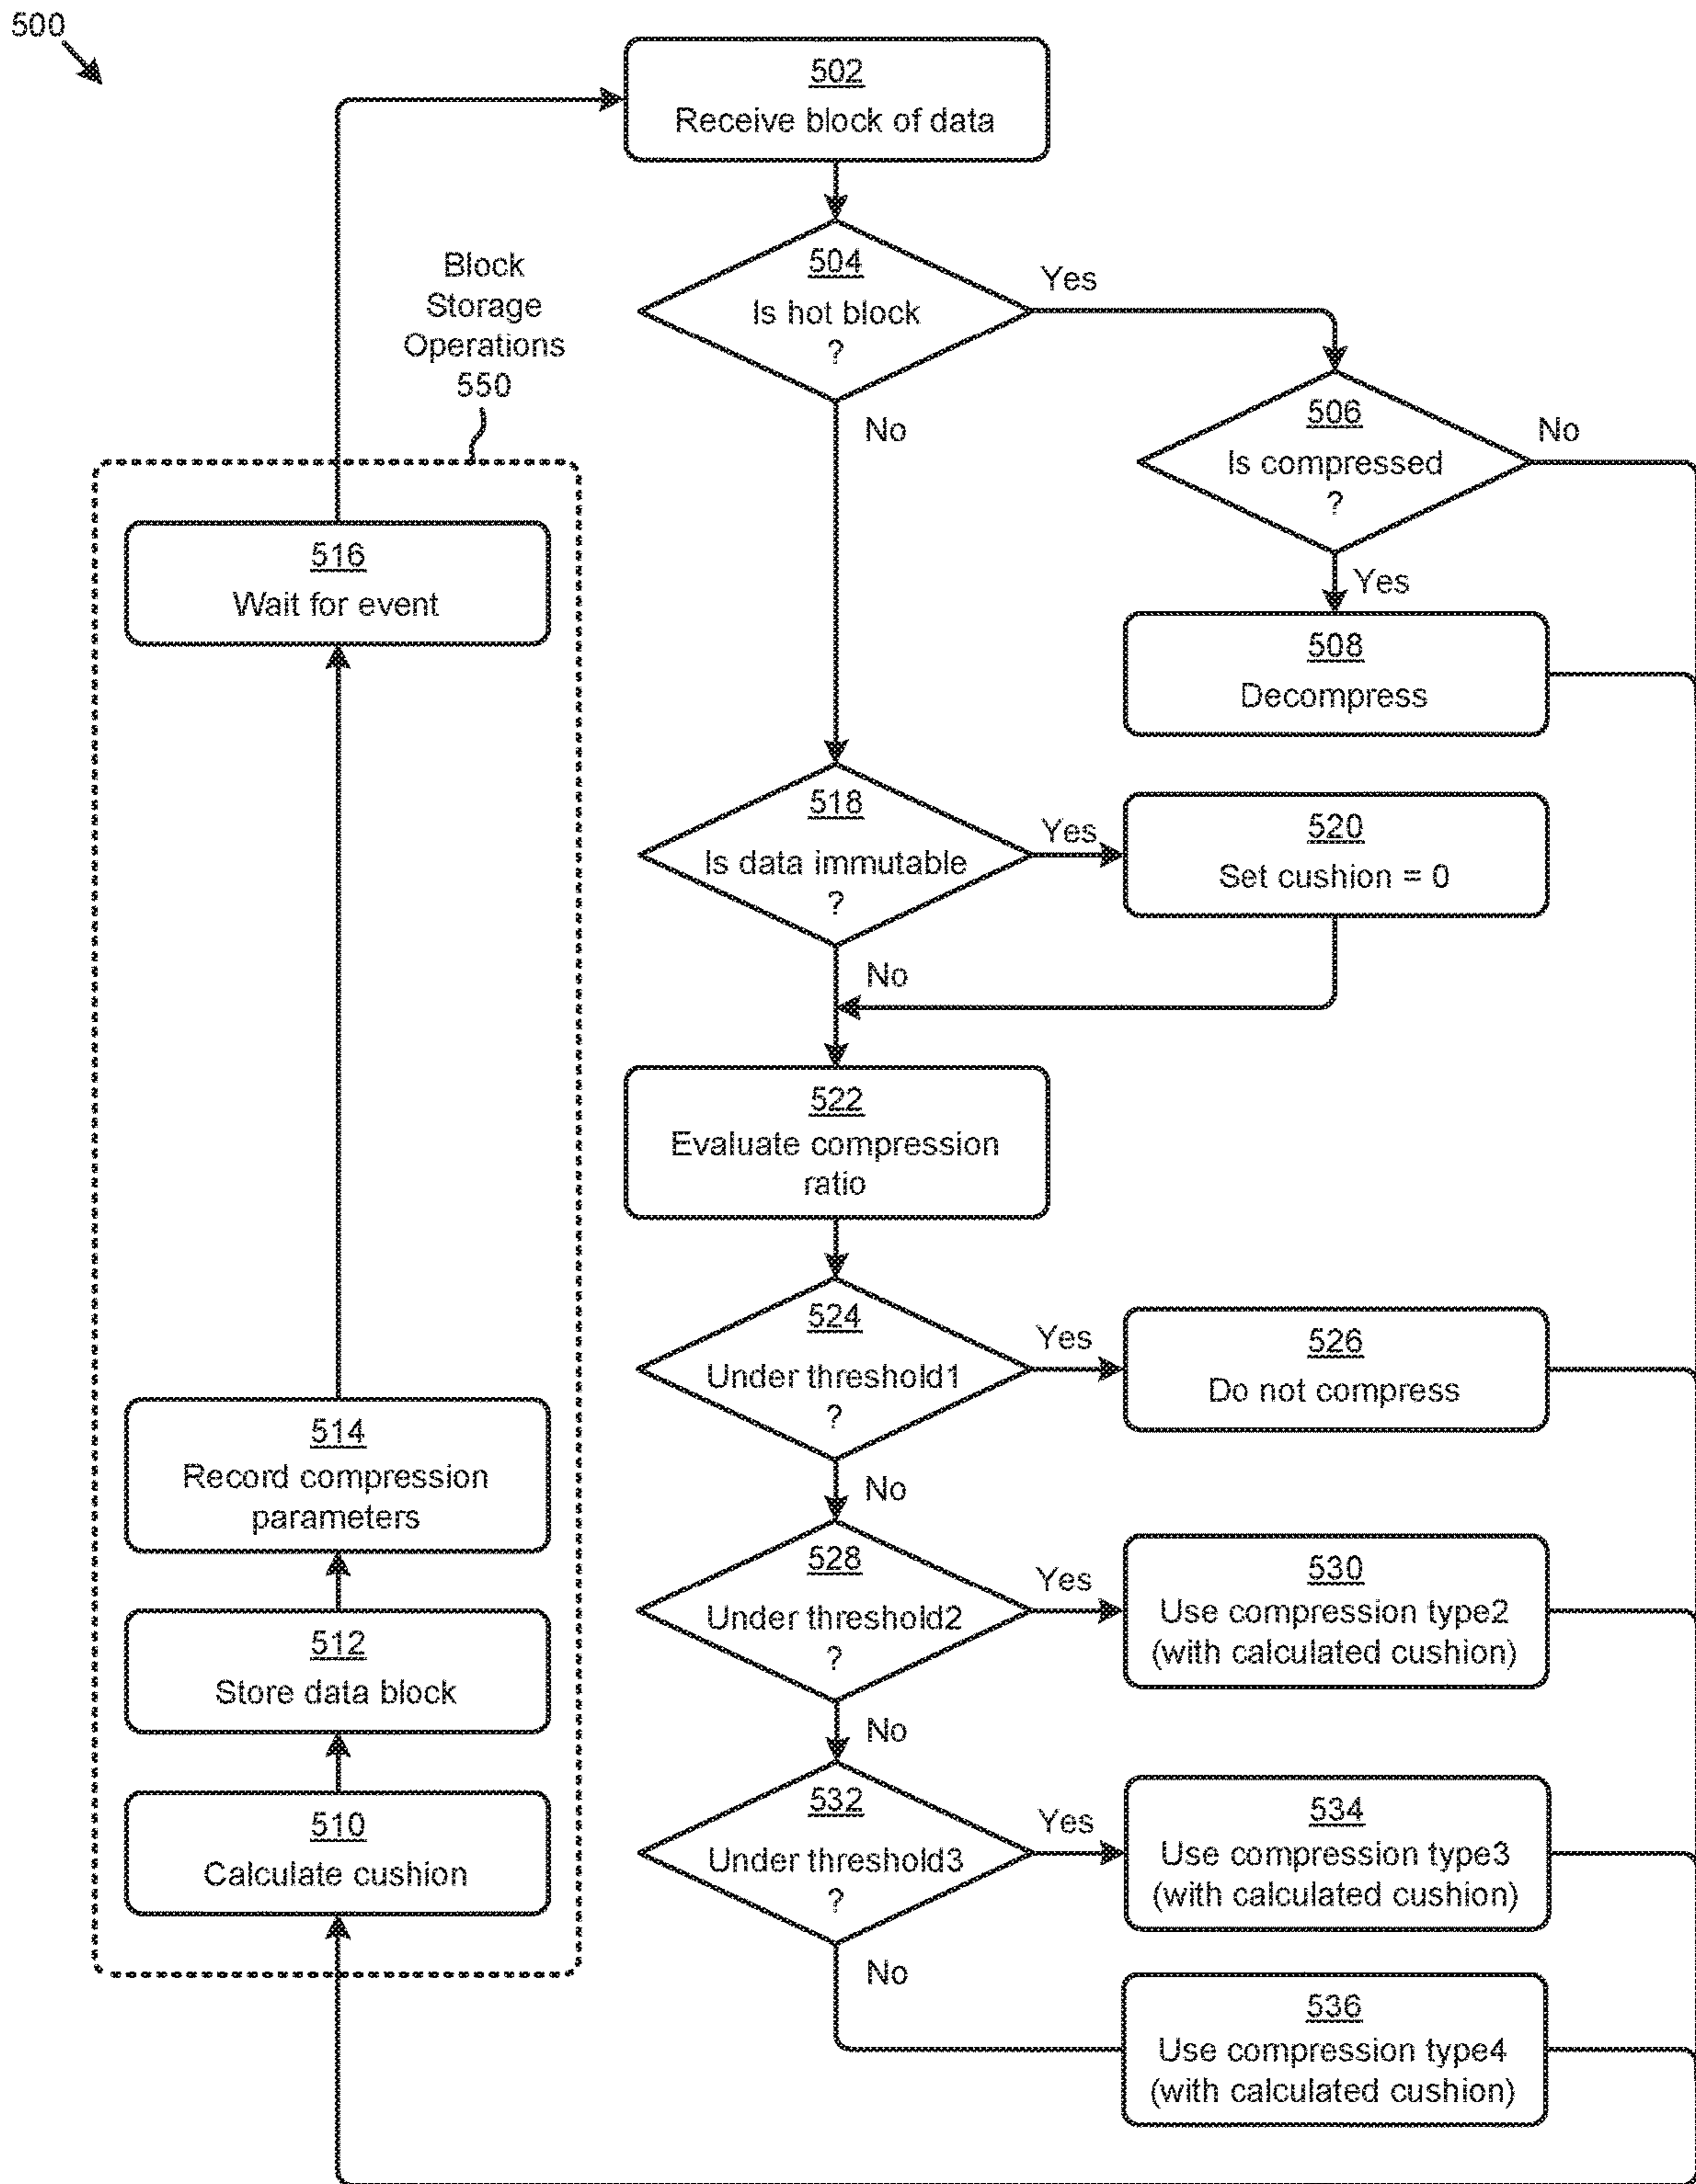 500
502
Receive block of data
504
Is hot block
?
Yes
No
Block
Storage
Operations
550
506
Is compressed
?
No
Yes
508
Decompress
516
Wait for event
518
Is data immutable
?
Yes
No
520
Set cushion = 0
522
Evaluate compression
ratio
524
Under threshold1
?
Yes
No
526
Do not compress
514
Record compression
parameters
528
Under threshold2
?
Yes
No
530
Use compression type2
(with calculated cushion)
512
Store data block
532
Under threshold3
?
Yes
No
534
Use compression type3
(with calculated cushion)
510
Calculate cushion
536
Use compression type4
(with calculated cushion)